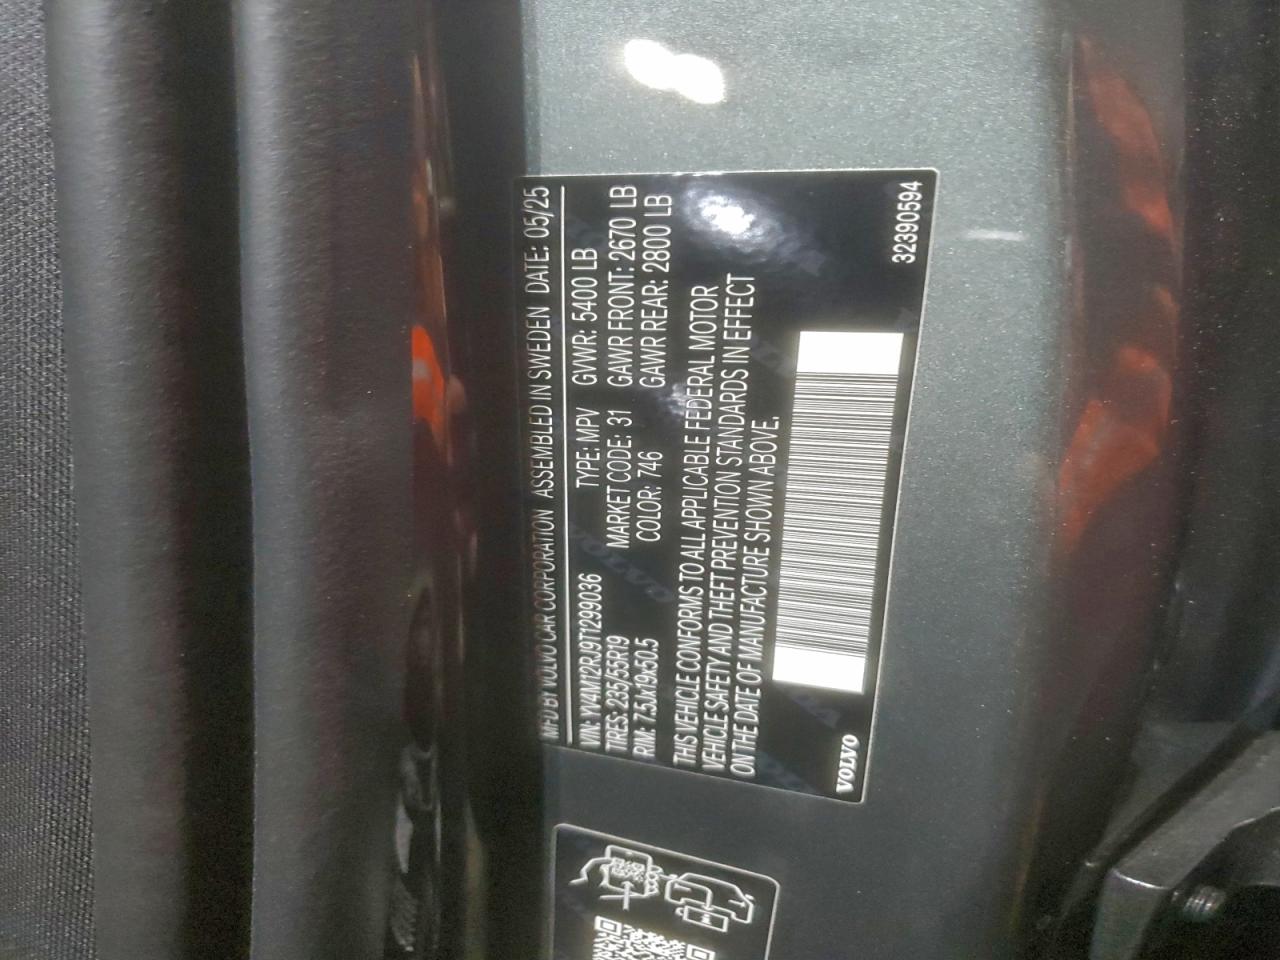 MFD BY VOLVO CAR CORPORATION ASSEMBLED IN SWEDEN DATE: 05/25
VIN: YV4M12RJ9T1299036 TYPE: MPV GVWR: 5400 LB
TIRES: 235/55R19 MARKET CODE: 31 GAWR FRONT: 2670 LB
RIM: 7.5Jx19x50.5 COLOR: 746 GAWR REAR: 2800 LB
THIS VEHICLE CONFORMS TO ALL APPLICABLE FEDERAL MOTOR
VEHICLE SAFETY AND THEFT PREVENTION STANDARDS IN EFFECT
ON THE DATE OF MANUFACTURE SHOWN ABOVE.
VOLVO 32390594